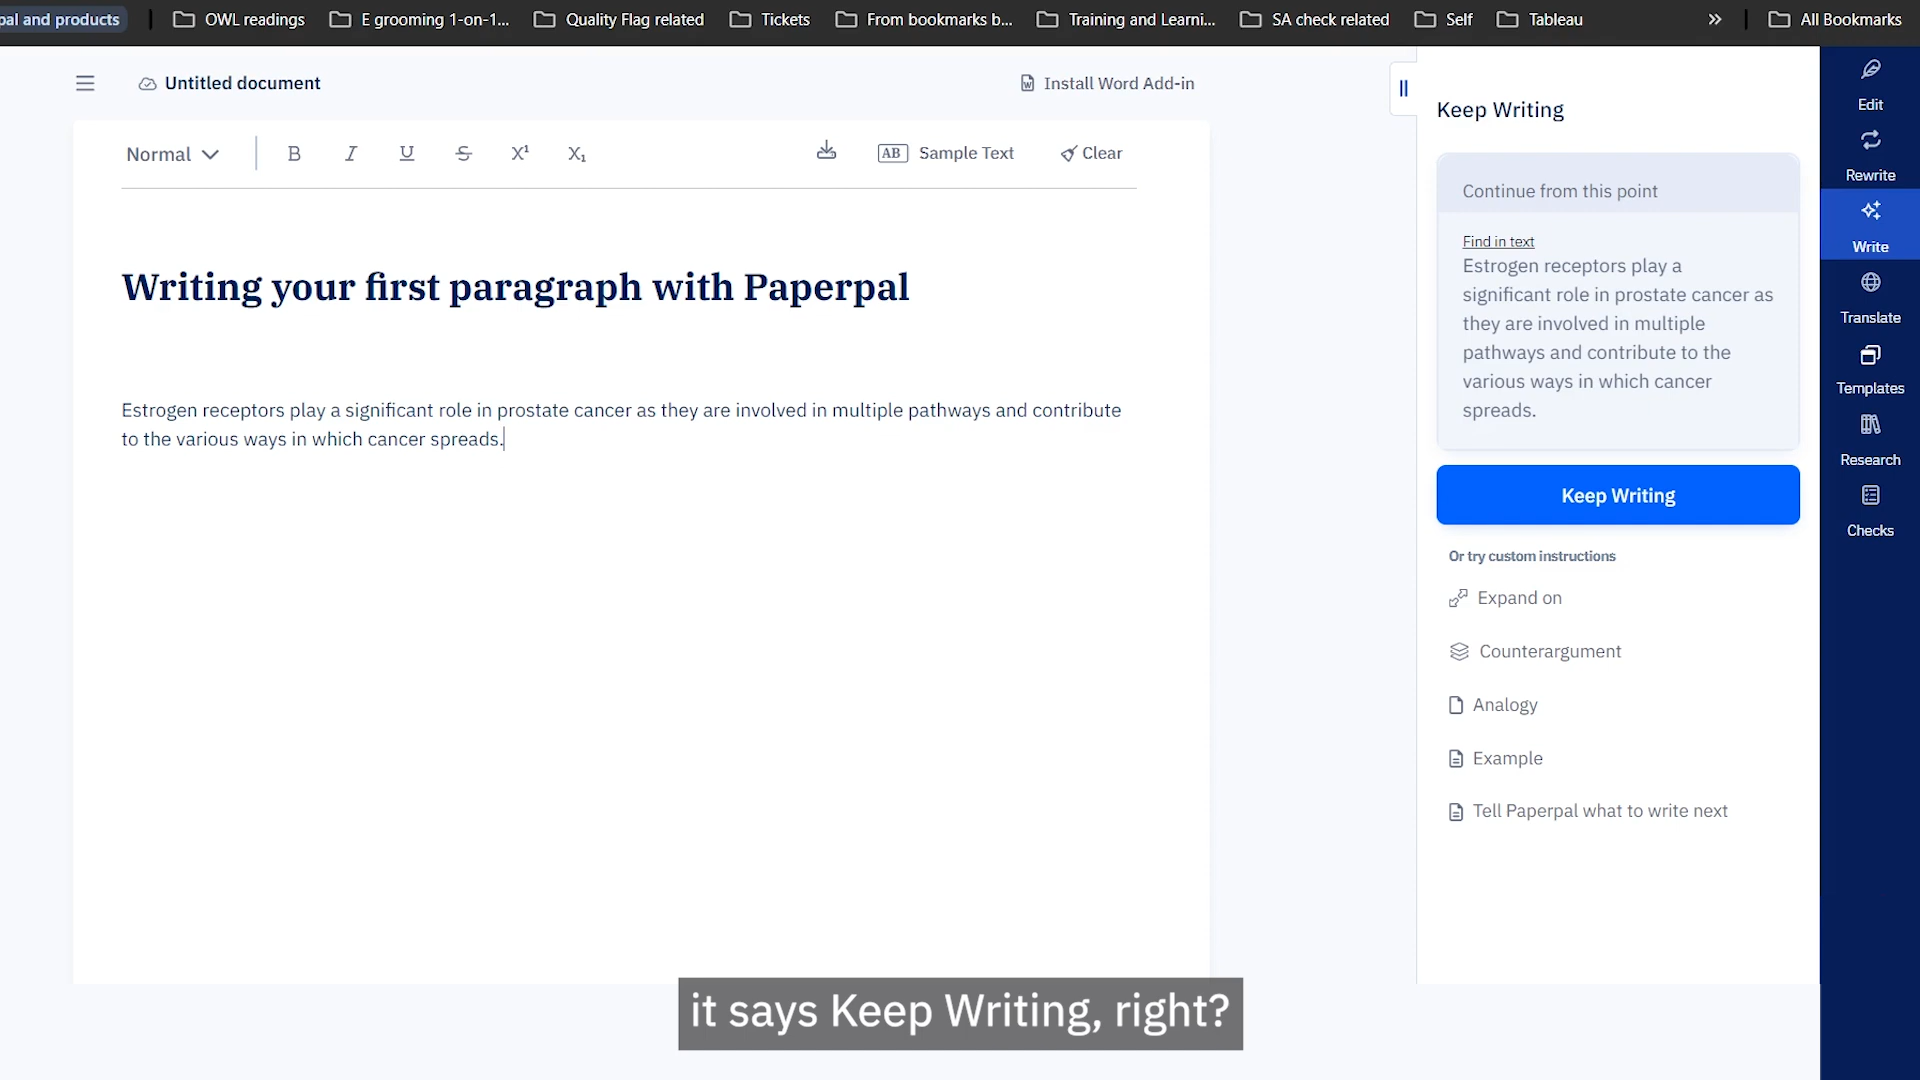 pal and products
OWL readings
E grooming 1-on-1...
Quality Flag related
Tickets
From bookmarks b...
Training and Learni...
SA check related
Self
Tableau
All Bookmarks
Untitled document
Install Word Add-in
Normal
B
I
U
S
X¹
X₁
AB
Sample Text
Clear
Writing your first paragraph with Paperpal
Estrogen receptors play a significant role in prostate cancer as they are involved in multiple pathways and contribute
to the various ways in which cancer spreads.
Keep Writing
Continue from this point
Find in text
Estrogen receptors play a
significant role in prostate cancer as
they are involved in multiple
pathways and contribute to the
various ways in which cancer
spreads.
Keep Writing
Or try custom instructions
Expand on
Counterargument
Analogy
Example
Tell Paperpal what to write next
Edit
Rewrite
Write
Translate
Templates
Research
Checks
it says Keep Writing, right?